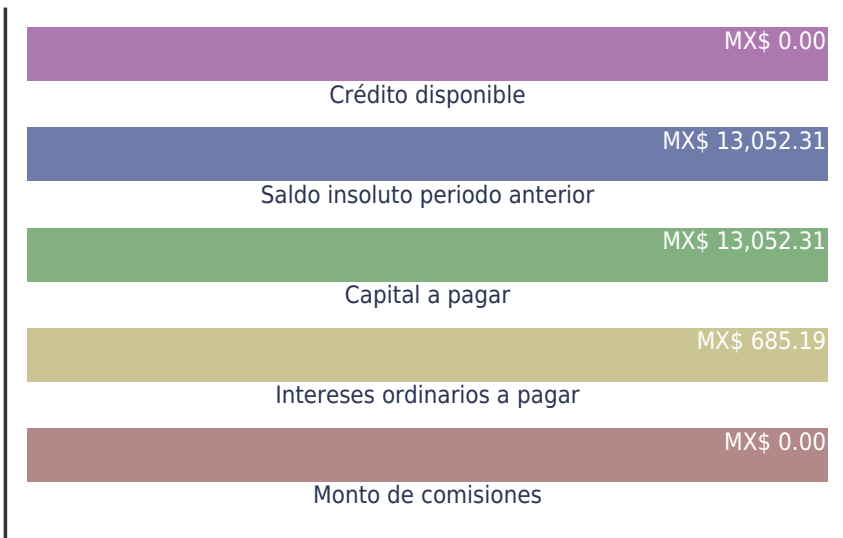 MX$ 0.00
Crédito disponible
MX$ 13,052.31
Saldo insoluto periodo anterior
MX$ 13,052.31
Capital a pagar
MX$ 685.19
Intereses ordinarios a pagar
MX$ 0.00
Monto de comisiones